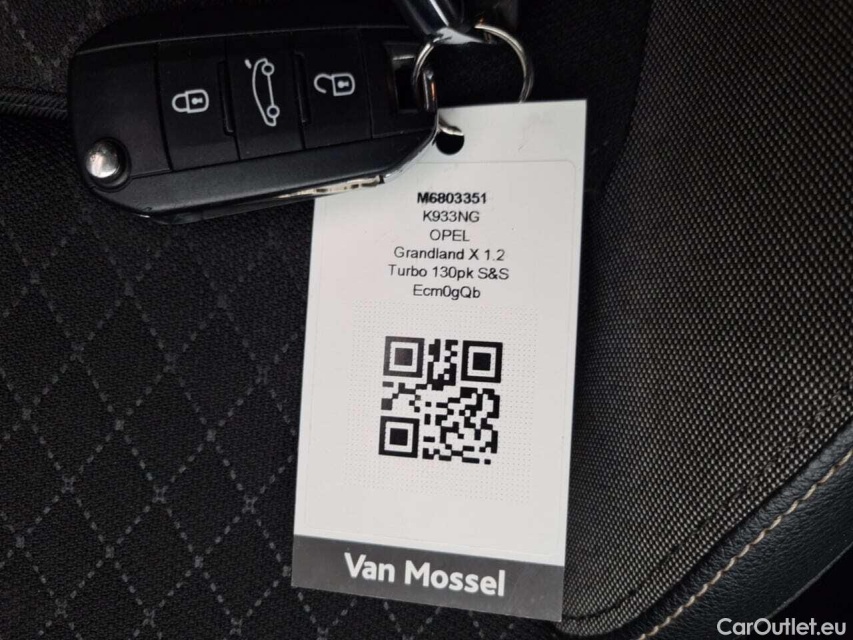 M6803351
K933NG
OPEL
Grandland X 1.2
Turbo 130pk S&S
Ecm0gQb
Van Mossel
CarOutlet.eu